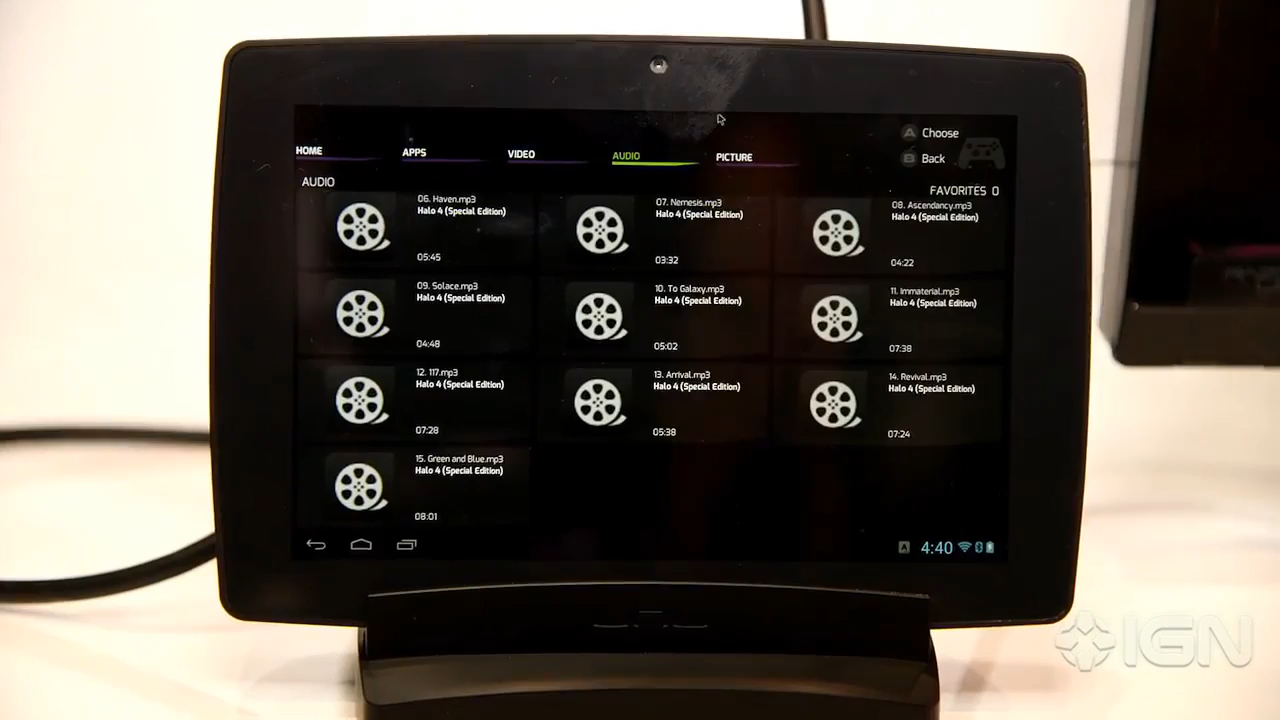 Choose
HOME
APPS
VIDEO
AUDIO
PICTURE
Back
AUDIO
FAVORITES 0
06. Haven.mp3
Halo 4 (Special Edition)
05:45
07. Nemesis.mp3
Halo 4 (Special Edition)
03:32
08. Ascendancy.mp3
Halo 4 (Special Edition)
04:22
09. Solace.mp3
Halo 4 (Special Edition)
04:48
10. To Galaxy.mp3
Halo 4 (Special Edition)
05:02
11. Immaterial.mp3
Halo 4 (Special Edition)
07:38
12. 117.mp3
Halo 4 (Special Edition)
07:28
13. Arrival.mp3
Halo 4 (Special Edition)
05:38
14. Revival.mp3
Halo 4 (Special Edition)
07:24
15. Green and Blue.mp3
Halo 4 (Special Edition)
08:01
4:40
IGN